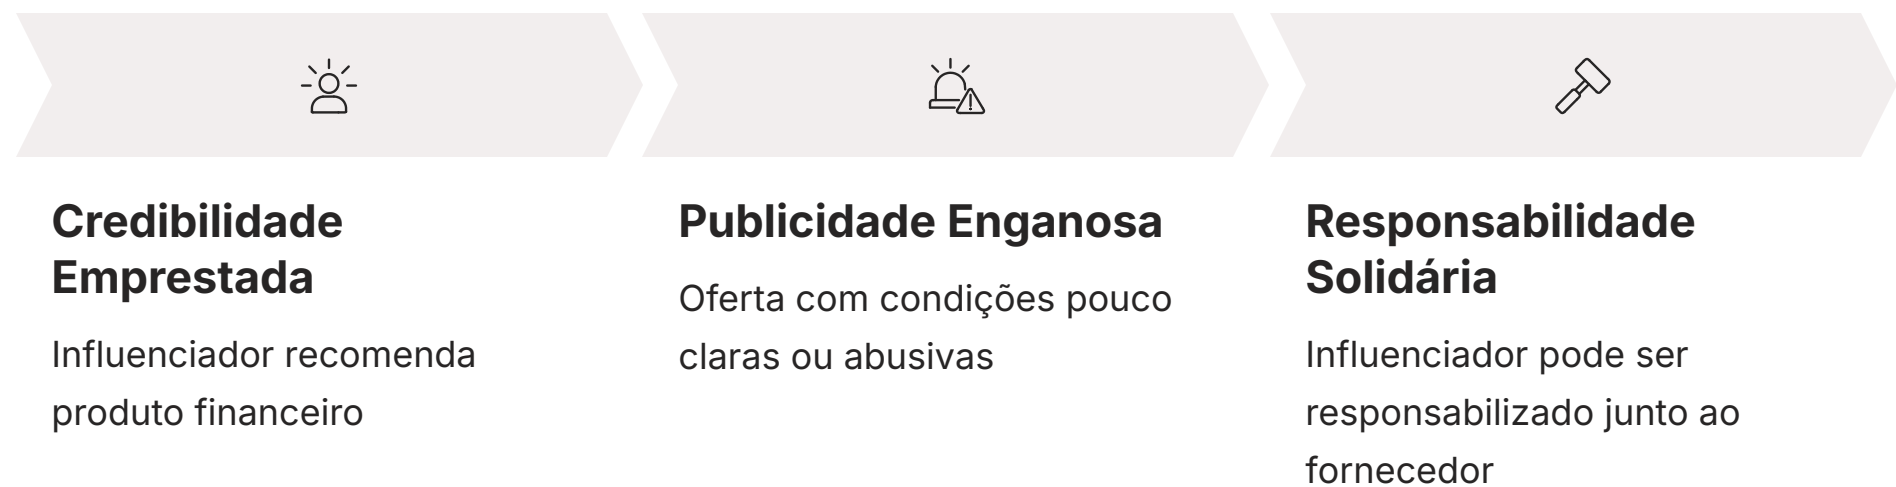 Credibilidade
Emprestada
Influenciador recomenda
produto financeiro
Publicidade Enganosa
Oferta com condições pouco
claras ou abusivas
Responsabilidade
Solidária
Influenciador pode ser
responsabilizado junto ao
fornecedor